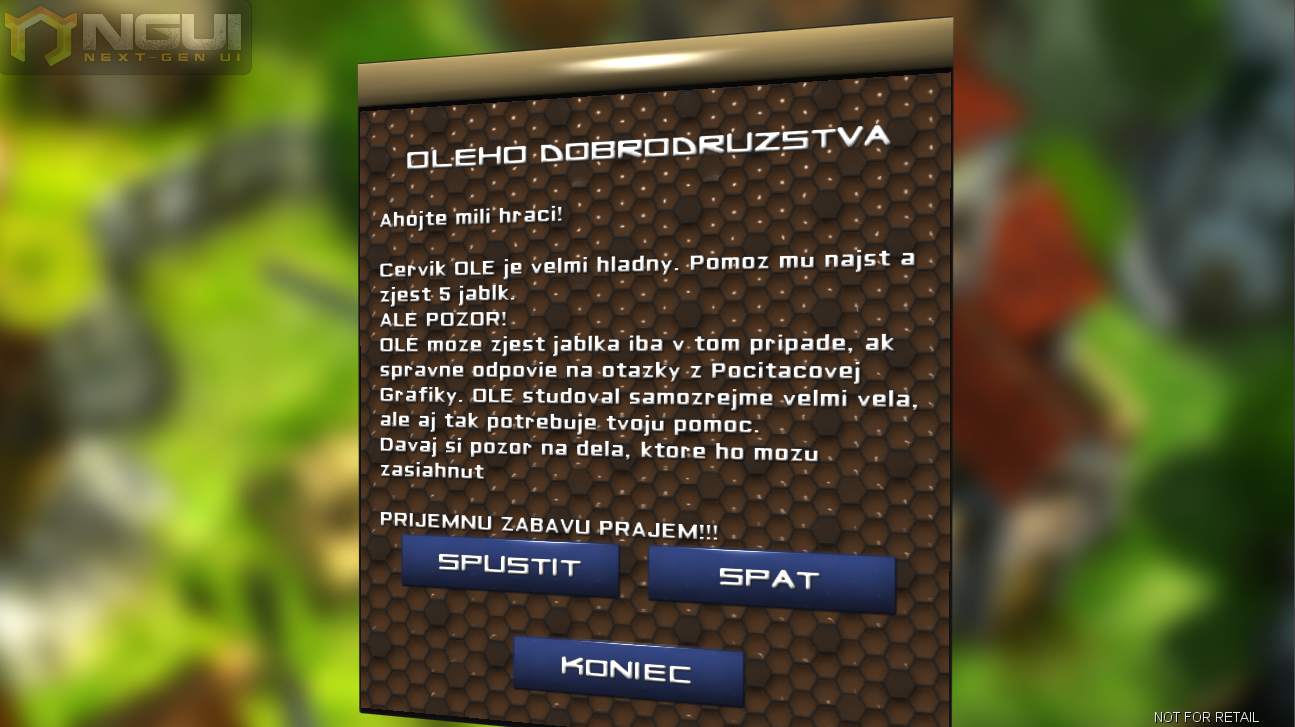 NGUI
NEXT-GEN UI
OLEHO DOBRODRUZSTVA
Ahojte mili hraci!
Cervik OLE je velmi hladny. Pomoz mu najst a
zjest 5 jablk.
ALE POZOR!
OLE moze zjest jablka iba v tom pripade, ak
spravne odpovie na otazky z Pocitacovej
Grafiky. OLE studoval samozrejme velmi vela,
ale aj tak potrebuje tvoju pomoc.
Davaj si pozor na dela, ktore ho mozu
zasiahnut
PRIJEMNU ZABAVU PRAJEM!!!
SPUSTIT
SPAT
KONIEC
NOT FOR RETAIL